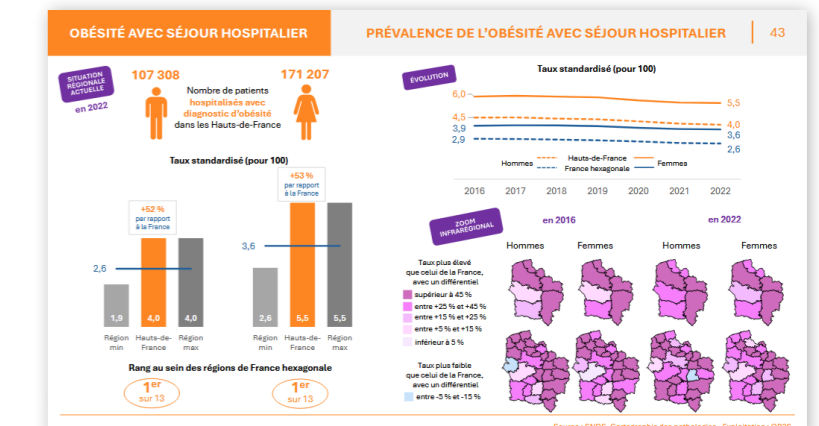 OBÉSITÉ AVEC SÉJOUR HOSPITALIER
PRÉVALENCE DE L'OBÉSITÉ AVEC SÉJOUR HOSPITALIER
43
SITUATION
RÉGIONALE
ACTUELLE
en 2022
107 308
171 207
Nombre de patients
hospitalisés avec
diagnostic d'obésité
dans les Hauts-de-France
Taux standardisé (pour 100)
+52 %
par rapport
à la France
2,6
1,9
4,0
4,0
Région
min
Hauts-de-
France
Région
max
+53 %
par rapport
à la France
3,6
2,6
5,5
5,5
Région
min
Hauts-de-
France
Région
max
Rang au sein des régions de France hexagonale
1er
sur 13
1er
sur 13
ÉVOLUTION
Taux standardisé (pour 100)
6,0
4,5
3,9
2,9
5,5
4,0
3,6
2,6
Hommes
Hauts-de-France
France hexagonale
Femmes
2016 2017 2018 2019 2020 2021 2022
ZOOM
INFRARÉGIONAL
en 2016
en 2022
Hommes
Femmes
Hommes
Femmes
Taux plus élevé
que celui de la France,
avec un différentiel
supérieur à 45 %
entre +25 % et +45 %
entre +15 % et +25 %
entre +5 % et +15 %
inférieur à 5 %
Taux plus faible
que celui de la France,
avec un différentiel
entre -5 % et -15 %